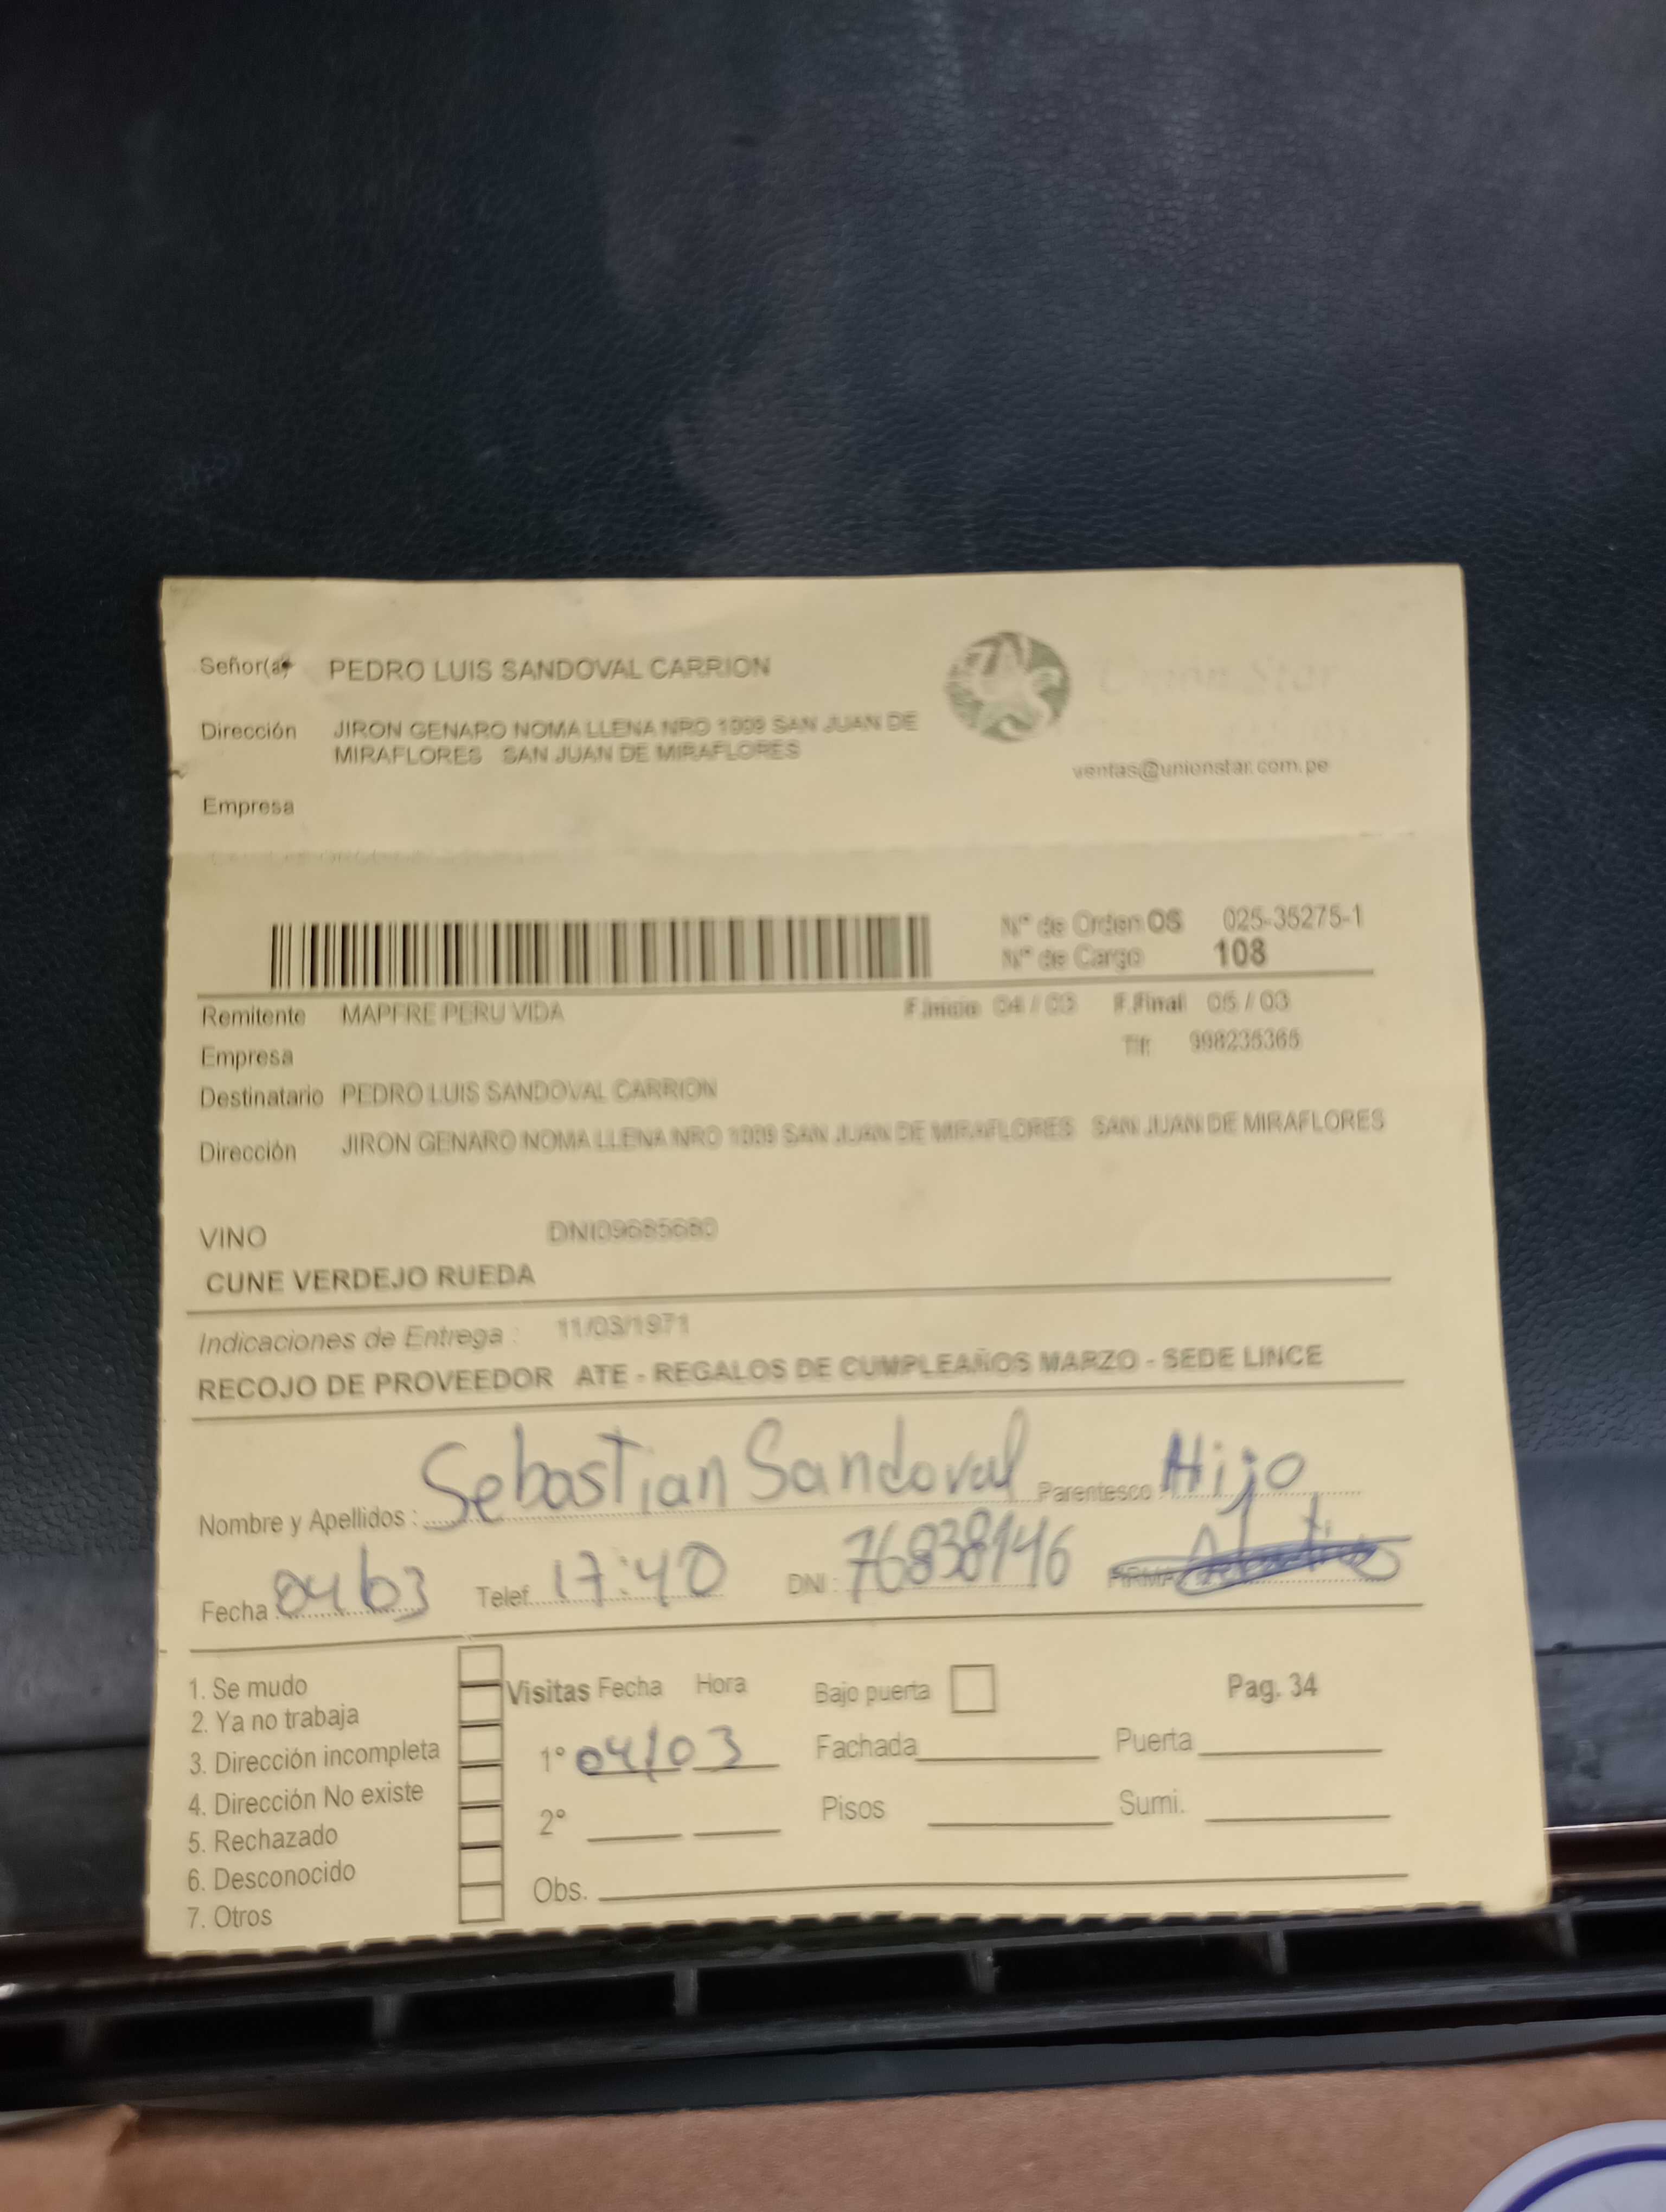 Señor(a) PEDRO LUIS SANDOVAL CARRION
Dirección JIRON GENARO NOMA LLENA NRO 1099 SAN JUAN DE
MIRAFLORES SAN JUAN DE MIRAFLORES
ventas@unionstar.com.pe
Empresa
N° de Orden OS 025-35275-1
N° de Cargo 108
Remitente MAPFRE PERU VIDA F.Inicio 04 / 03 F.Final 05 / 03
Empresa Tlf: 998235365
Destinatario PEDRO LUIS SANDOVAL CARRION
Dirección JIRON GENARO NOMA LLENA NRO 1099 SAN JUAN DE MIRAFLORES SAN JUAN DE MIRAFLORES
VINO DNI09685680
CUNE VERDEJO RUEDA
Indicaciones de Entrega : 11/03/1971
RECOJO DE PROVEEDOR ATE - REGALOS DE CUMPLEAÑOS MARZO - SEDE LINCE
Nombre y Apellidos : Sebastian Sandoval Parentesco Hijo
Fecha 04/03 Telef. 17:40 DNI : 76838146 FIRMA
1. Se mudo
2. Ya no trabaja
3. Dirección incompleta
4. Dirección No existe
5. Rechazado
6. Desconocido
7. Otros
Visitas Fecha Hora Bajo puerta Pag. 34
1° 04/03 Fachada Puerta
2° Pisos Sumi.
Obs.